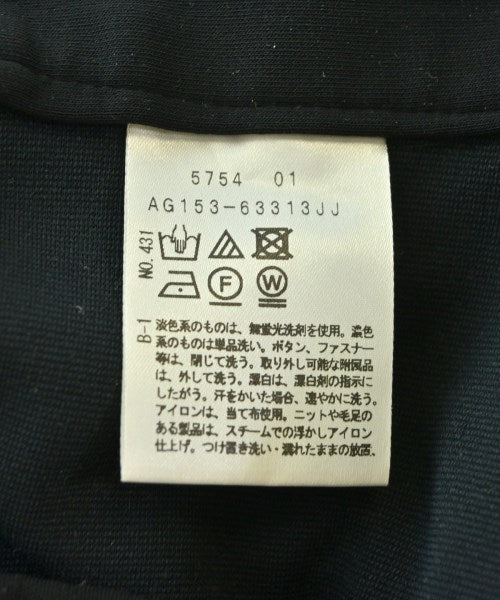 5754 01
AG153-63313JJ
NO.431
F
W
B-1
淡色系のものは、無蛍光洗剤を使用。濃色
系のものは単品洗い。ボタン、ファスナー
等は、閉じて洗う。取り外し可能な附属品
は、外して洗う。漂白は、漂白剤の指示に
したがう。汗をかいた場合、速やかに洗う。
アイロンは、当て布使用。ニットや毛足の
ある製品は、スチームでの浮かしアイロン
仕上げ。つけ置き洗い・濡れたままの放置、